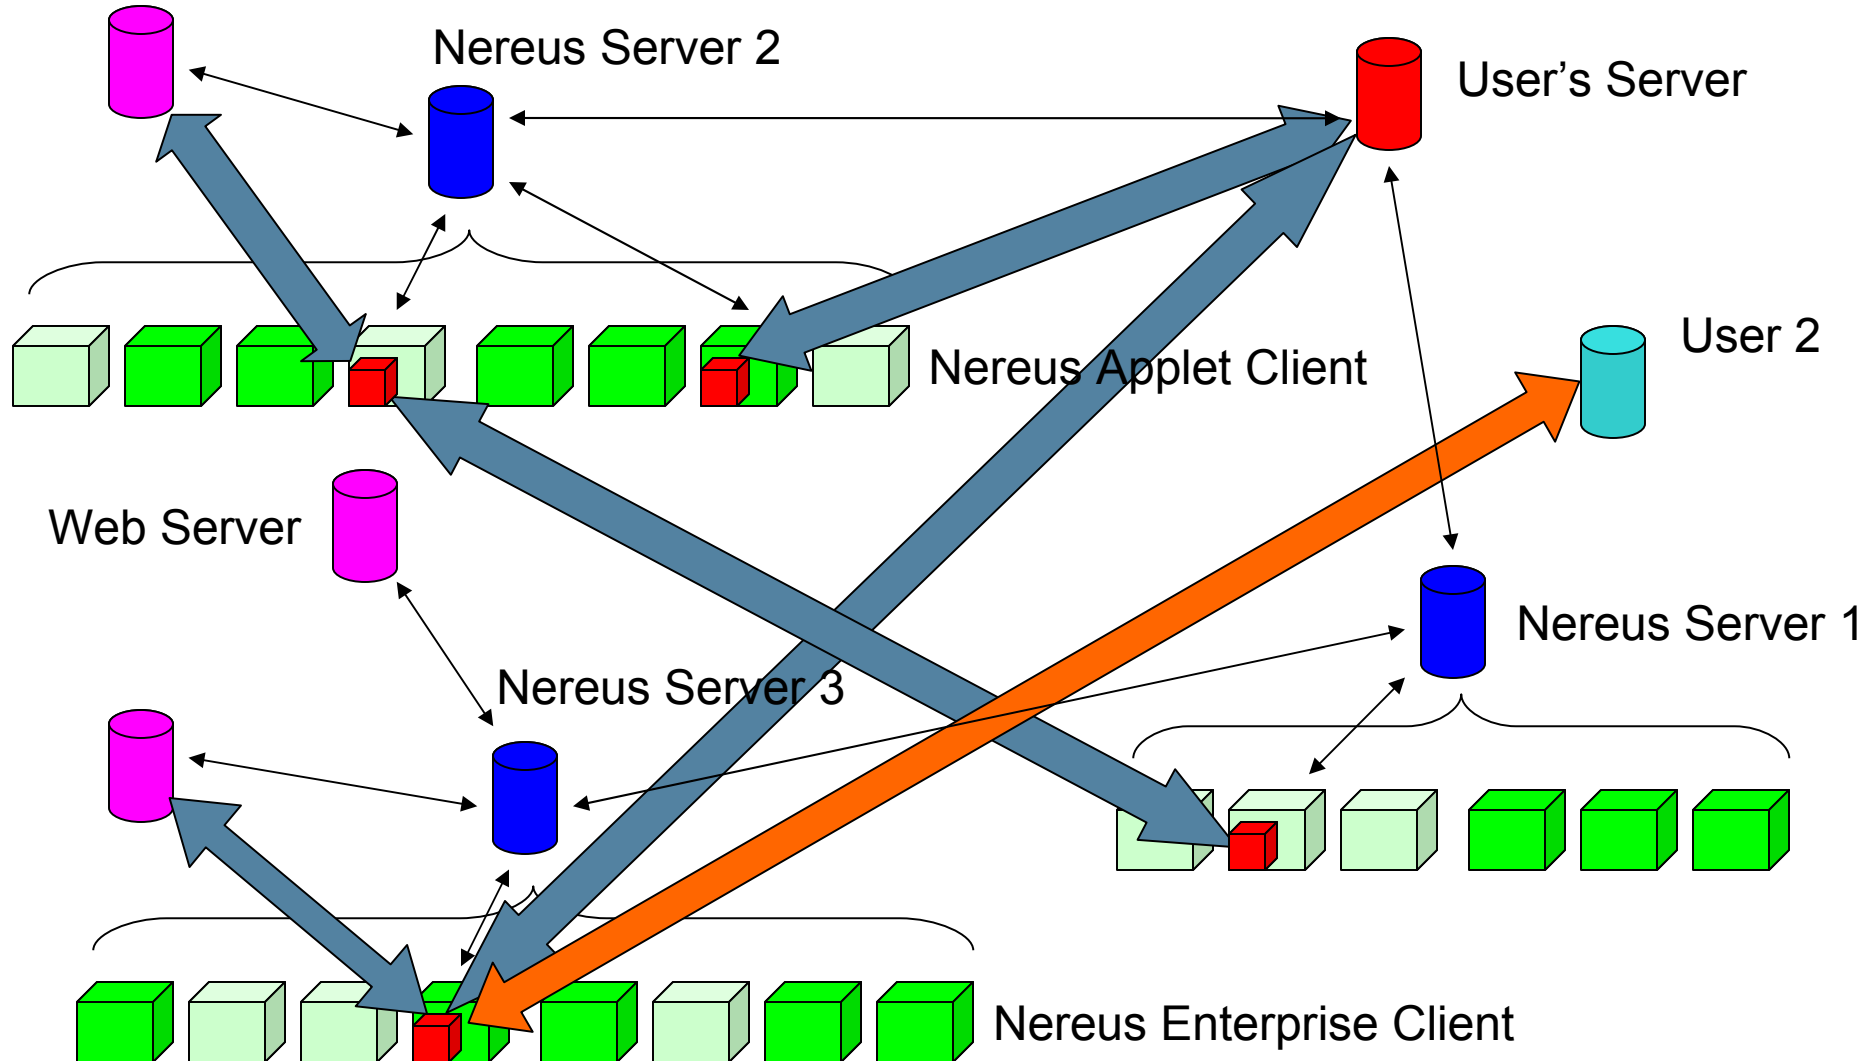 Nereus Server 2
User’s Server
User 2
Nereus Applet Client
Web Server
Nereus Server 1
Nereus Server 3
Nereus Enterprise Client